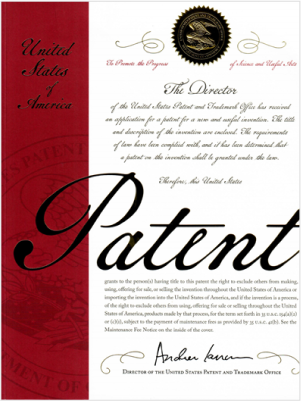 United
States
of
America
To Promote the Progress
of Science and Useful Arts
The Director
of the United States Patent and Trademark Office has received
an application for a patent for a new and useful invention. The title
and description of the invention are enclosed. The requirements
of law have been complied with, and it has been determined that
a patent on the invention shall be granted under the law.
Therefore, this United States
Patent
grants to the person(s) having title to this patent the right to exclude others from making,
using, offering for sale, or selling the invention throughout the United States of America or
importing the invention into the United States of America, and if the invention is a process,
of the right to exclude others from using, offering for sale or selling throughout the United
States of America, products made by that process, for the term set forth in 35 U.S.C. 154(a)(2)
or (c)(1), subject to the payment of maintenance fees as provided by 35 U.S.C. 41(b). See the
Maintenance Fee Notice on the inside of the cover.
Director of the United States Patent and Trademark Office